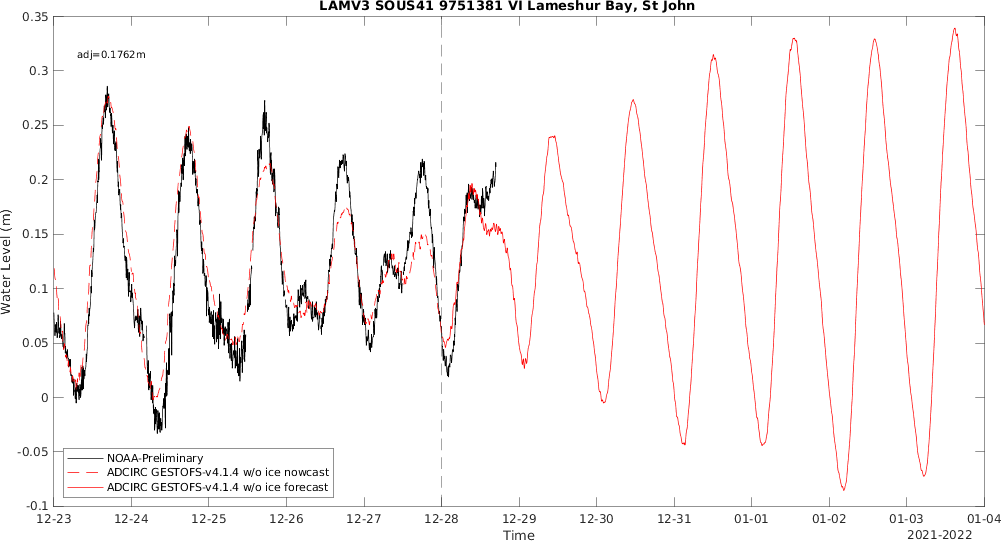 LAMV3 SOUS41 9751381 VI Lameshur Bay, St John
adj=0.1762m
0.35
0.3
0.25
0.2
0.15
0.1
0.05
0
-0.05
-0.1
Water Level (m)
NOAA-Preliminary
ADCIRC GESTOFS-v4.1.4 w/o ice nowcast
ADCIRC GESTOFS-v4.1.4 w/o ice forecast
12-23 12-24 12-25 12-26 12-27 12-28 12-29 12-30 12-31 01-01 01-02 01-03 01-04
Time
2021-2022